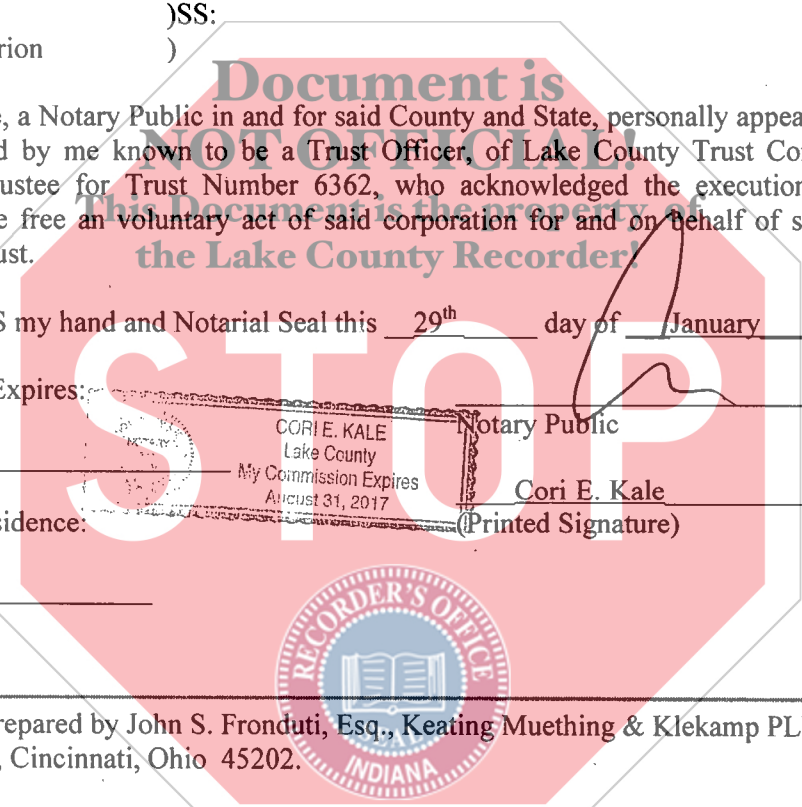 )SS:
rion )
Document is
e, a Notary Public in and for said County and State, personally appea
NOT OFFICIAL!
d by me known to be a Trust Officer, of Lake County Trust Co
ustee for Trust Number 6362, who acknowledged the execution
This Document is the property of
e free an voluntary act of said corporation for and on behalf of s
ust.
the Lake County Recorder!
S my hand and Notarial Seal this 29th day of January
STOP
Expires:
CORI E. KALE
Lake County
My Commission Expires
August 31, 2017
NOTARY
Notary Public
Cori E. Kale
(Printed Signature)
sidence:
RECORDER'S OFFICE
SEAL
INDIANA
repared by John S. Fronduti, Esq., Keating Muething & Klekamp PL
, Cincinnati, Ohio 45202.